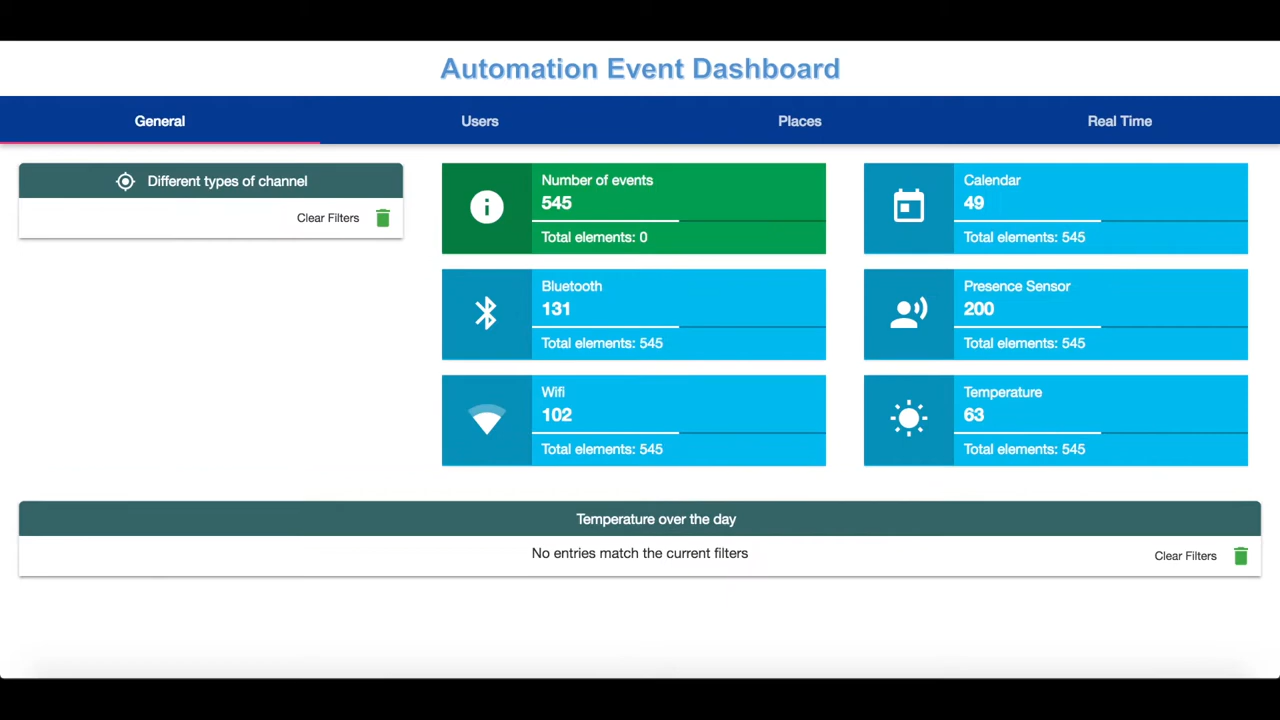 Automation Event Dashboard
General
Users
Places
Real Time
Different types of channel
Clear Filters
Number of events
545
Total elements: 0
Calendar
49
Total elements: 545
Bluetooth
131
Total elements: 545
Presence Sensor
200
Total elements: 545
Wifi
102
Total elements: 545
Temperature
63
Total elements: 545
Temperature over the day
No entries match the current filters
Clear Filters